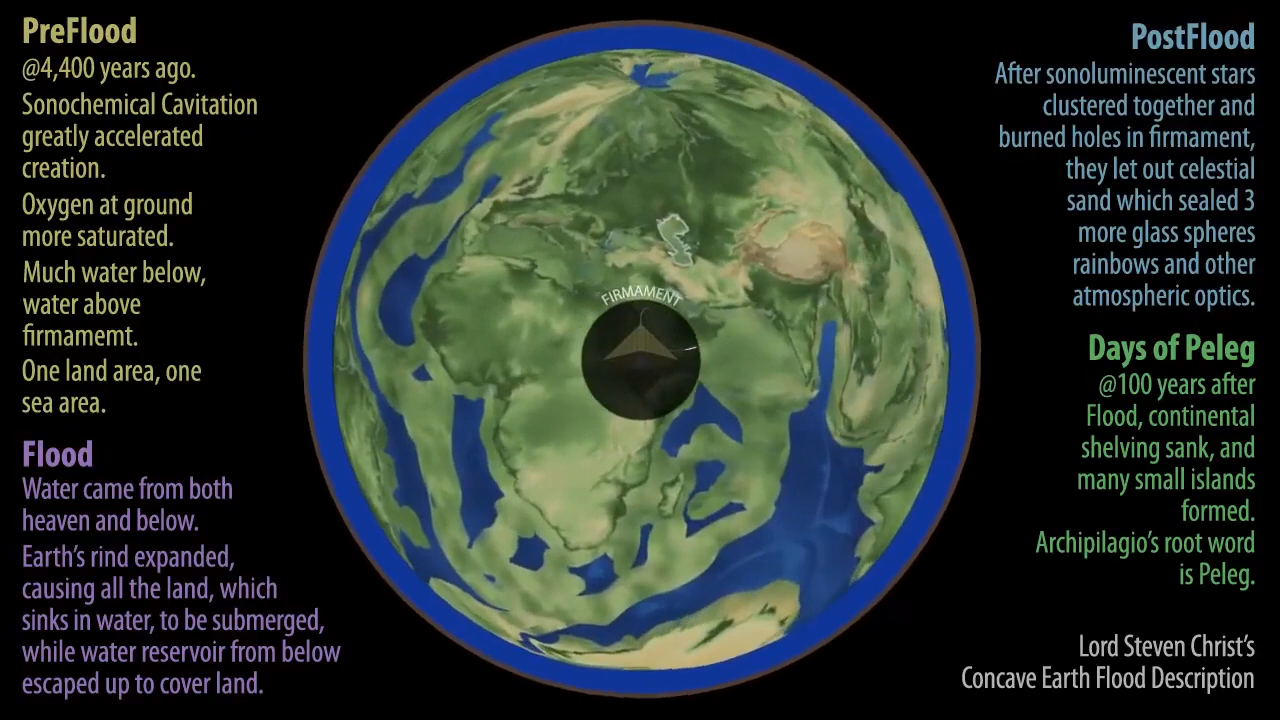 PreFlood
@4,400 years ago.
Sonochemical Cavitation
greatly accelerated
creation.
Oxygen at ground
more saturated.
Much water below,
water above
firmamemt.
One land area, one
sea area.
Flood
Water came from both
heaven and below.
Earth's rind expanded,
causing all the land, which
sinks in water, to be submerged,
while water reservoir from below
escaped up to cover land.
FIRMAMENT
PostFlood
After sonoluminescent stars
clustered together and
burned holes in firmament,
they let out celestial
sand which sealed 3
more glass spheres
rainbows and other
atmospheric optics.
Days of Peleg
@100 years after
Flood, continental
shelving sank, and
many small islands
formed.
Archipilagio's root word
is Peleg.
Lord Steven Christ's
Concave Earth Flood Description